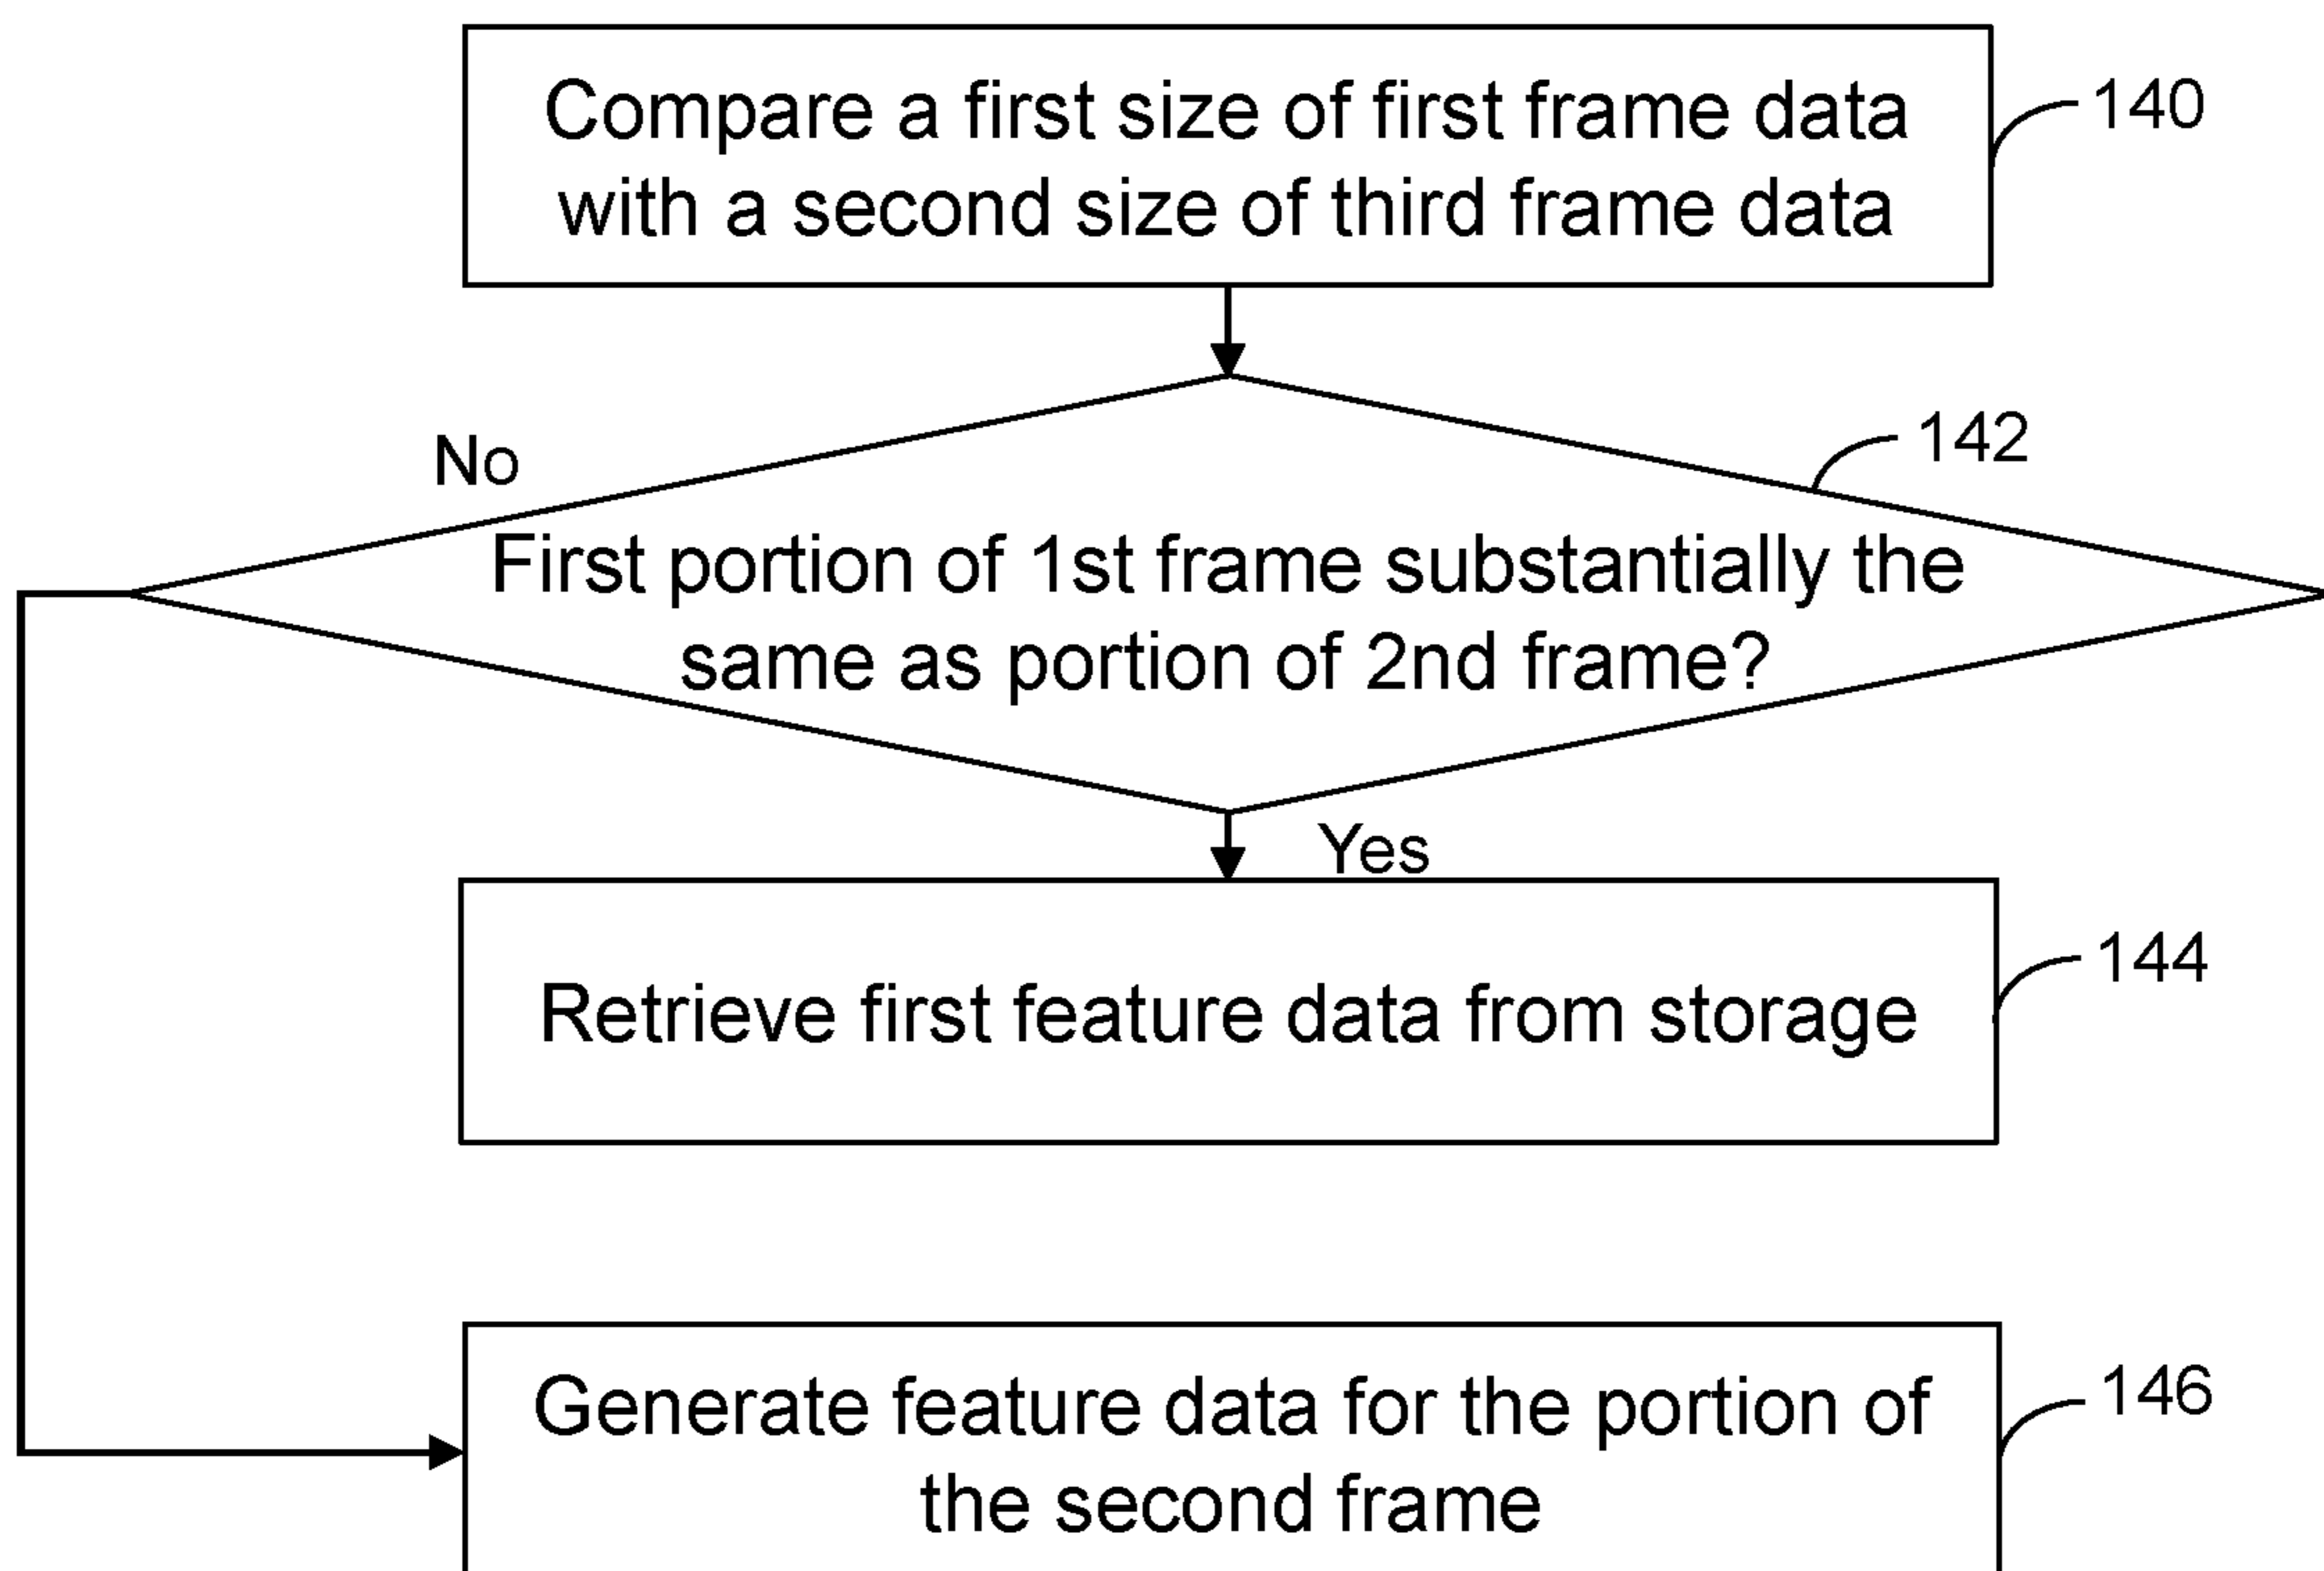 Compare a first size of first frame data
with a second size of third frame data
140
No
142
First portion of 1st frame substantially the
same as portion of 2nd frame?
Yes
Retrieve first feature data from storage
144
Generate feature data for the portion of
the second frame
146